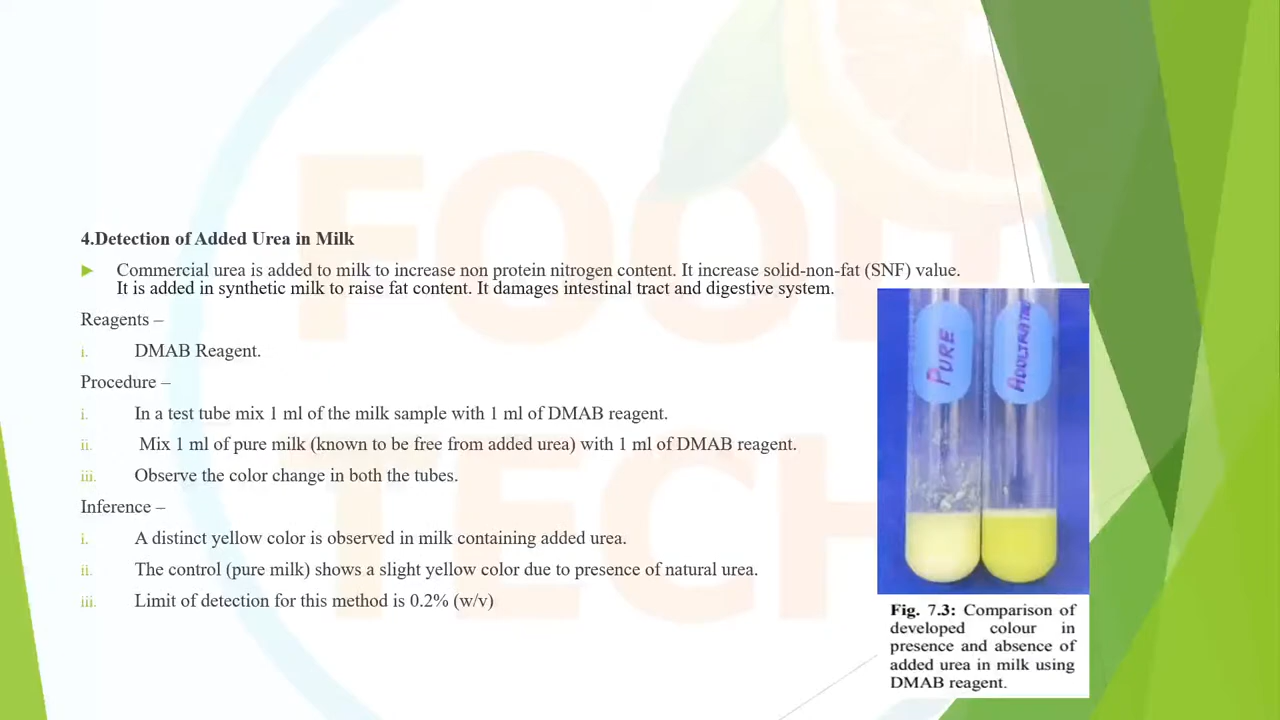 4.Detection of Added Urea in Milk
Commercial urea is added to milk to increase non protein nitrogen content. It increase solid-non-fat (SNF) value.
It is added in synthetic milk to raise fat content. It damages intestinal tract and digestive system.
Reagents –
i. DMAB Reagent.
Procedure –
i. In a test tube mix 1 ml of the milk sample with 1 ml of DMAB reagent.
ii. Mix 1 ml of pure milk (known to be free from added urea) with 1 ml of DMAB reagent.
iii. Observe the color change in both the tubes.
Inference –
i. A distinct yellow color is observed in milk containing added urea.
ii. The control (pure milk) shows a slight yellow color due to presence of natural urea.
iii. Limit of detection for this method is 0.2% (w/v)
PURE
Fig. 7.3: Comparison of
developed colour in
presence and absence of
added urea in milk using
DMAB reagent.
FOOD
TECH